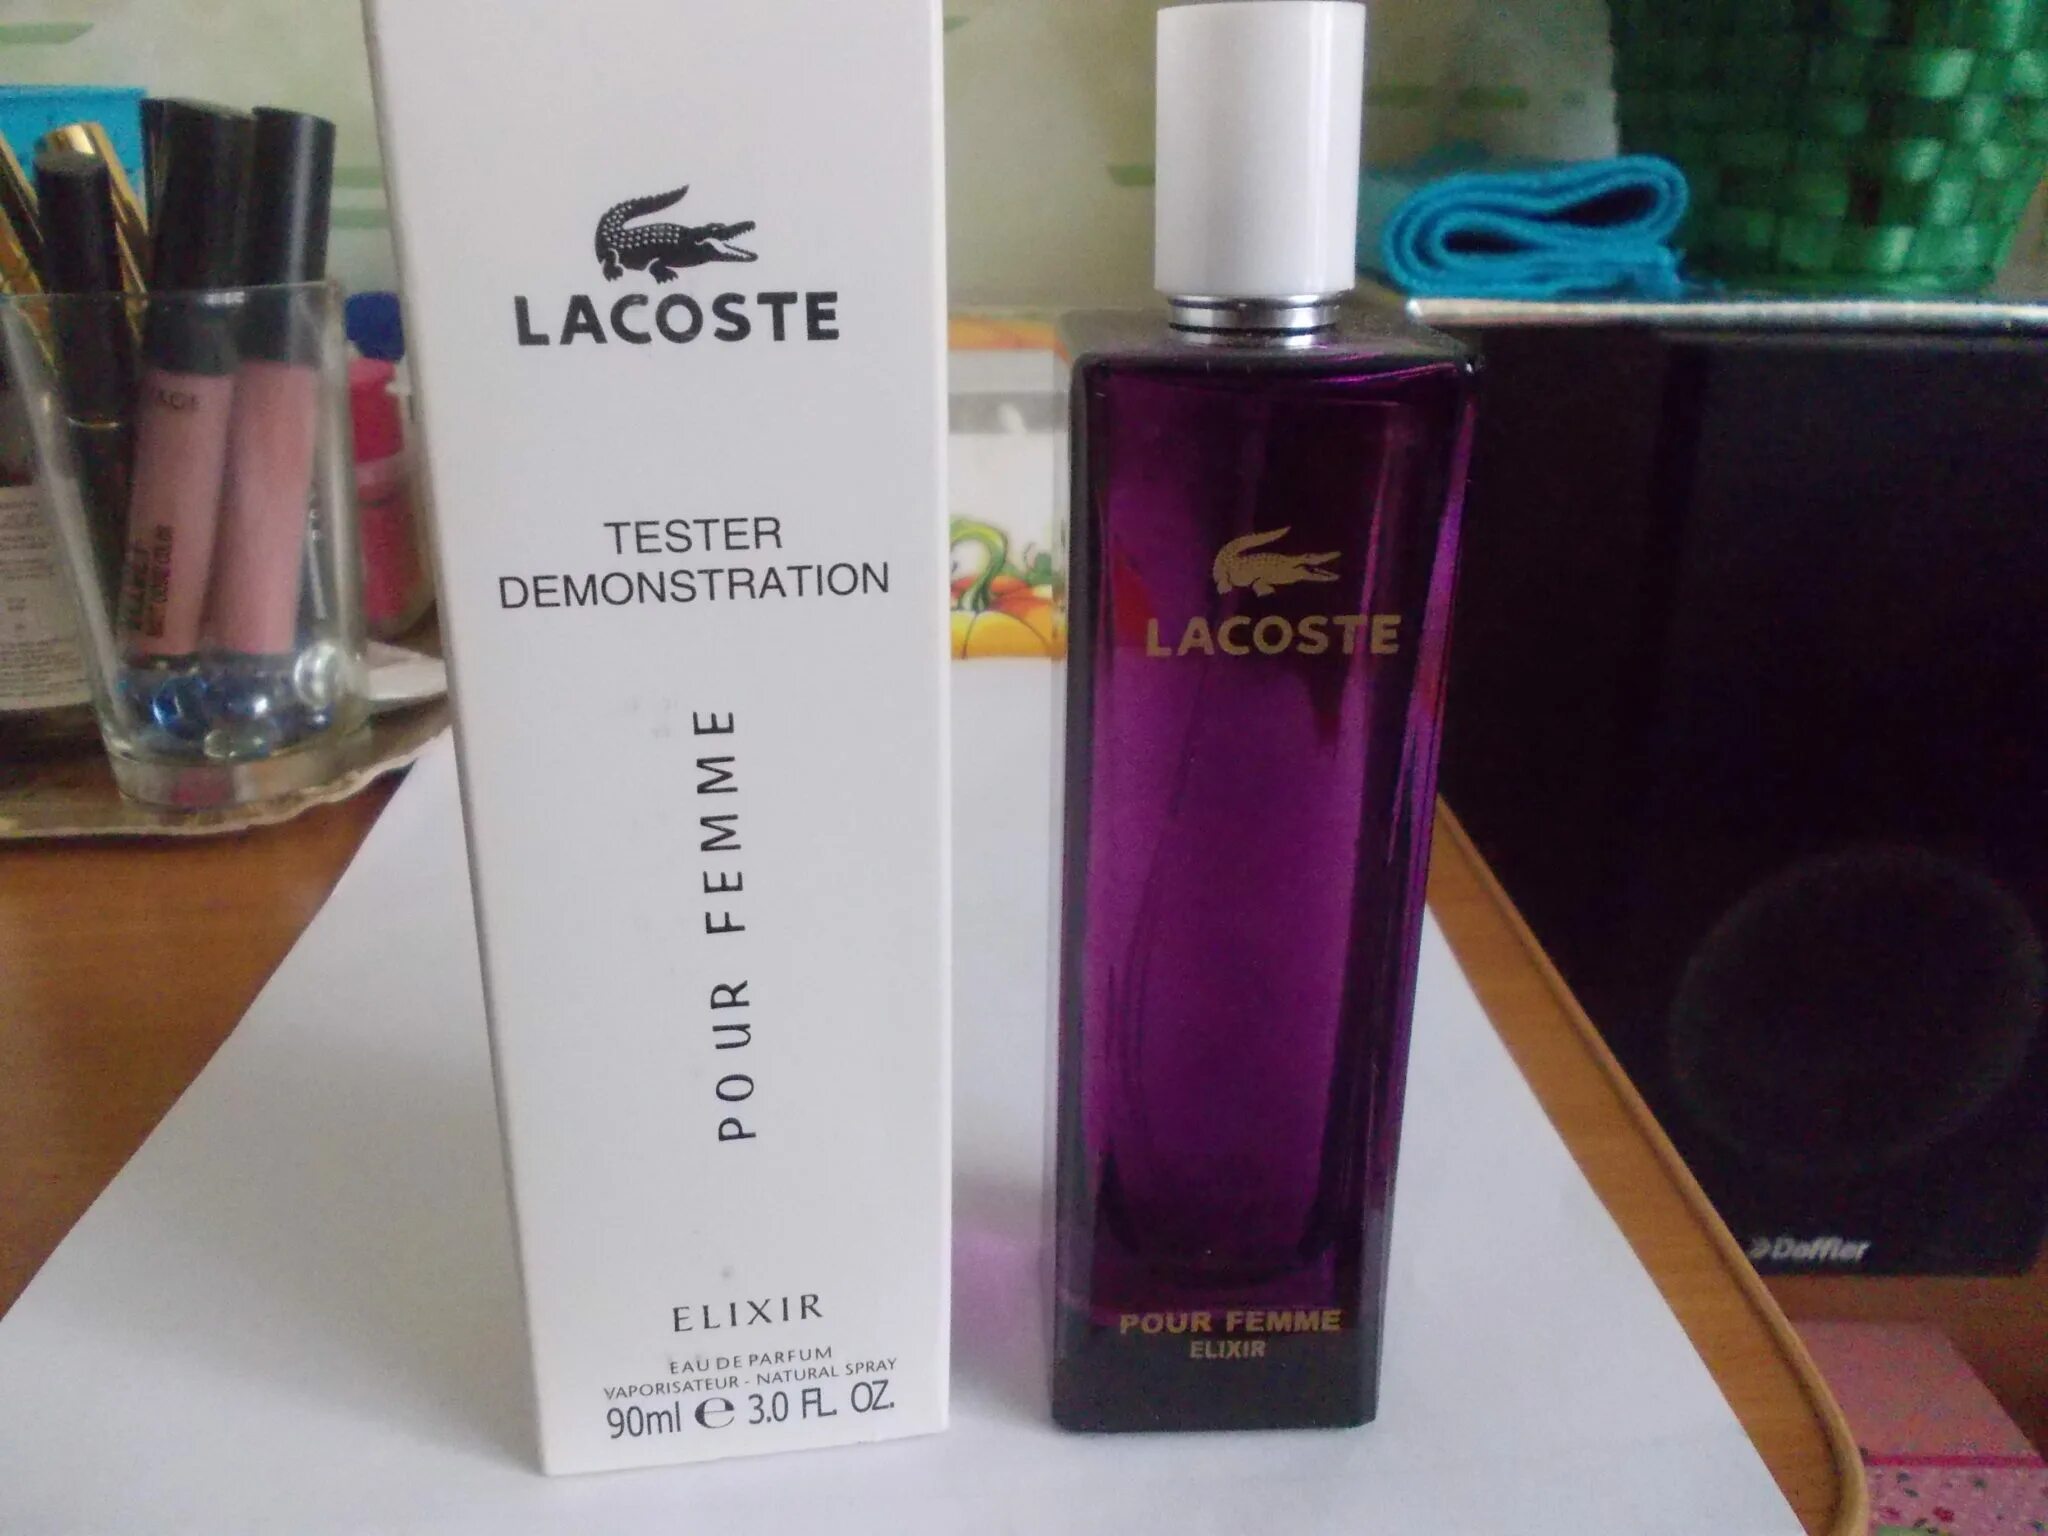 LACOSTE
TESTER
DEMONSTRATION
POUR FEMME
ELIXIR
EAU DE PARFUM
VAPORISATEUR - NATURAL SPRAY
90ml e 3.0 FL. OZ.
LACOSTE
POUR FEMME
ELIXIR
Doffler